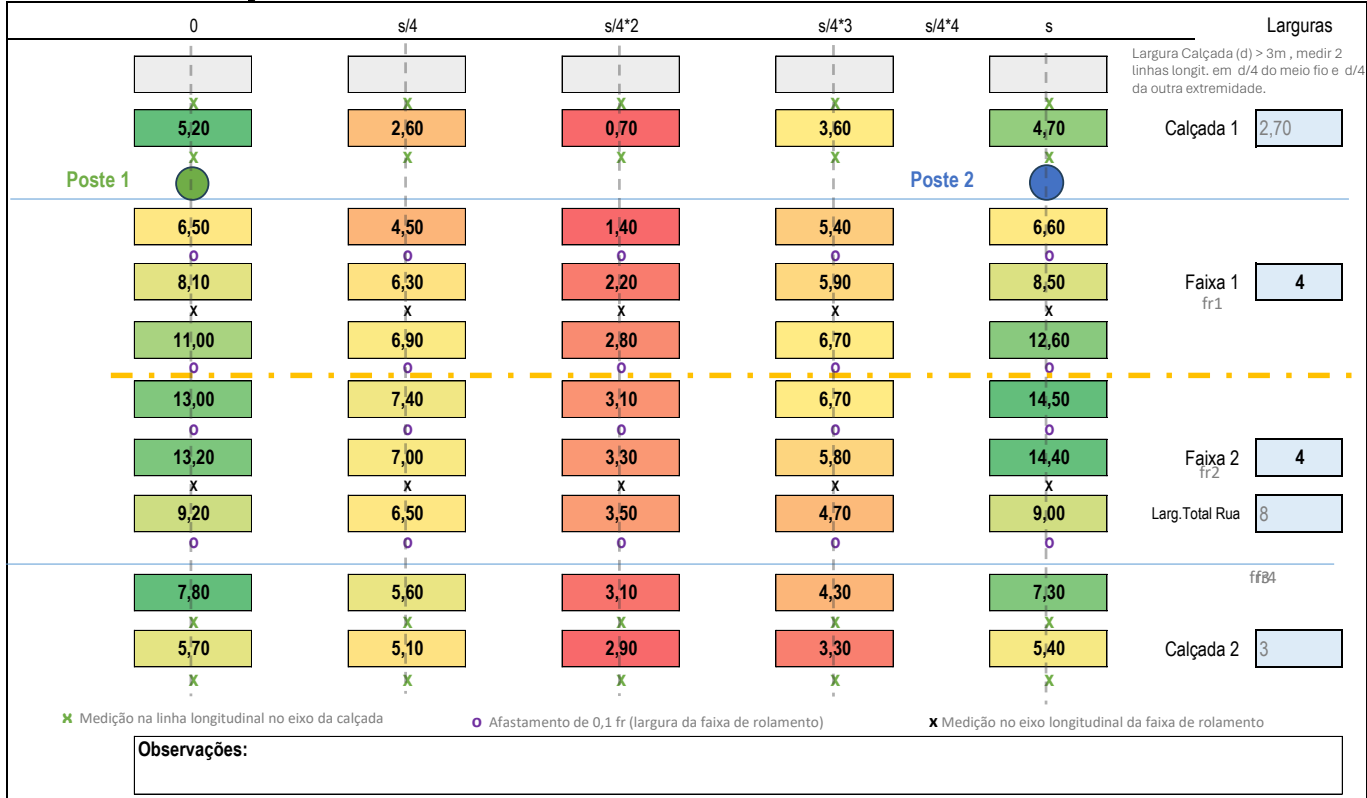 0 s/4 s/4*2 s/4*3 s/4*4 s Larguras
Largura Calçada (d) > 3m , medir 2
linhas longit. em d/4 do meio fio e d/4
da outra extremidade.
x x x x x
5,20 2,60 0,70 3,60 4,70 Calçada 1 2,70
x x x x x
Poste 1 Poste 2
6,50 4,50 1,40 5,40 6,60
o o o o o
8,10 6,30 2,20 5,90 8,50 Faixa 1 4
fr1
x x x x x
11,00 6,90 2,80 6,70 12,60
o o o o o
13,00 7,40 3,10 6,70 14,50
o o o o o
13,20 7,00 3,30 5,80 14,40 Faixa 2 4
fr2
x x x x x
9,20 6,50 3,50 4,70 9,00 Larg.Total Rua 8
o o o o o
7,80 5,60 3,10 4,30 7,30
x x x x x
5,70 5,10 2,90 3,30 5,40 Calçada 2 3
x x x x x
x Medição na linha longitudinal no eixo da calçada o Afastamento de 0,1 fr (largura da faixa de rolamento) x Medição no eixo longitudinal da faixa de rolamento
Observações: